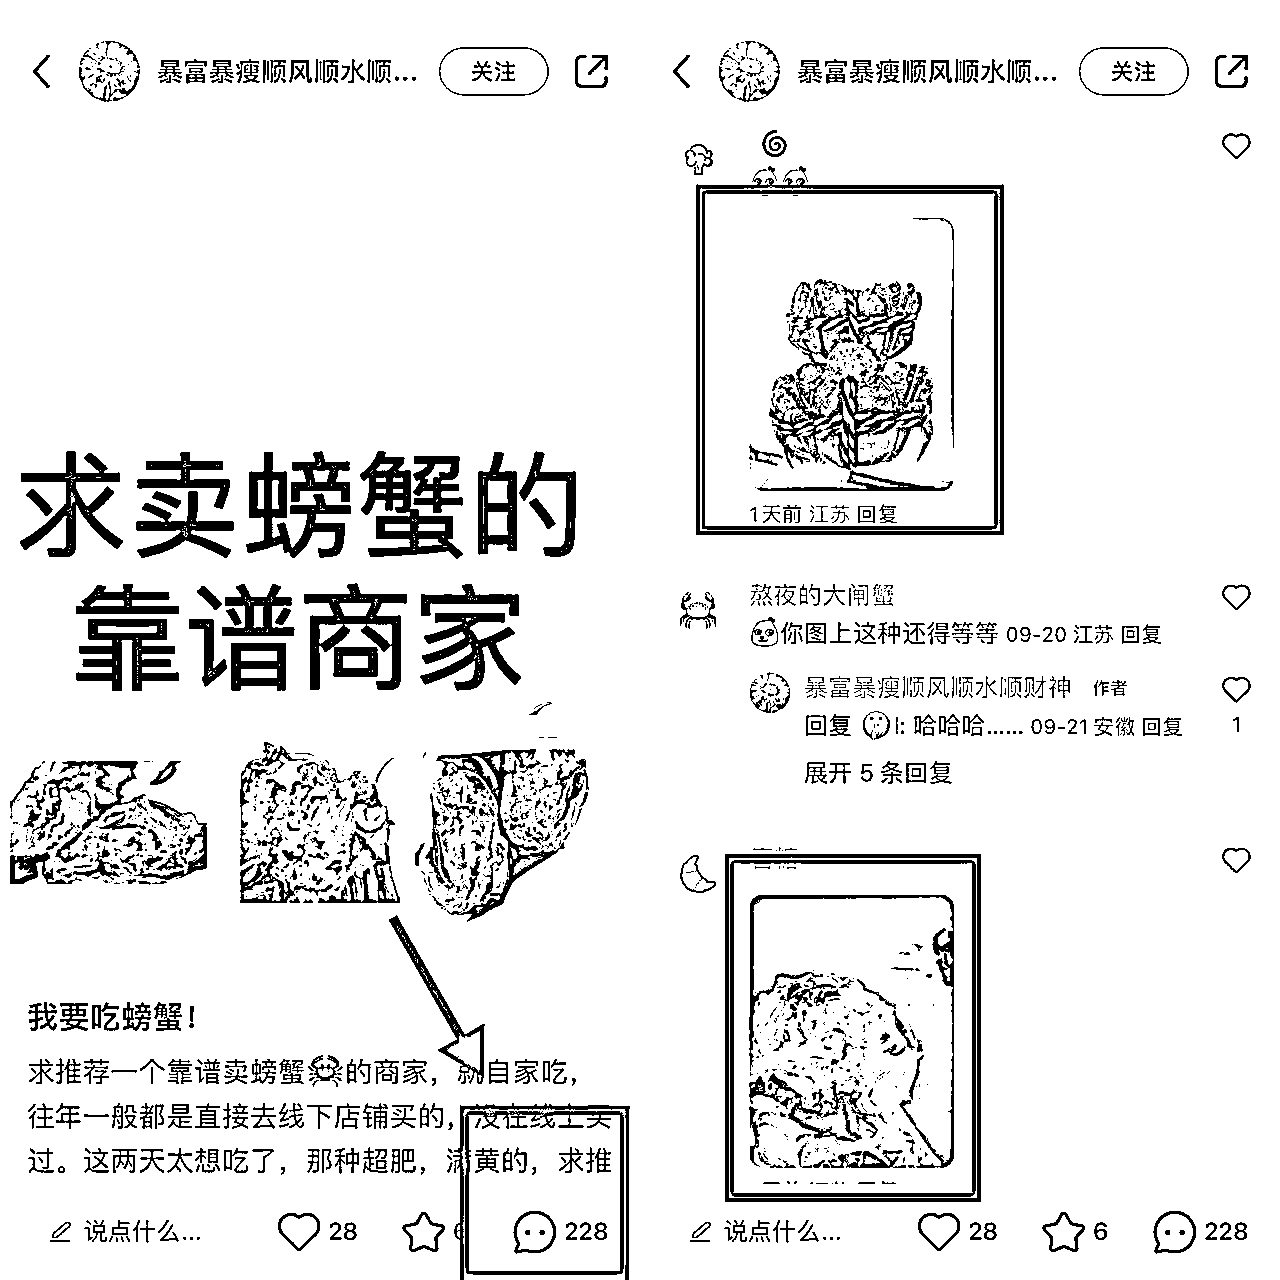 暴富暴瘦顺风顺水顺...
关注
求卖螃蟹的
靠谱商家
我要吃螃蟹!
求推荐一个靠谱卖螃蟹🦀的商家，就自家吃，
往年一般都是直接去线下店铺买的，没在线上买
过。这两天太想吃了，那种超肥，满黄的，求推
说点什么...
28
228
暴富暴瘦顺风顺水顺...
关注
1天前 江苏 回复
熬夜的大闸蟹
你图上这种还得等等 09-20 江苏 回复
暴富暴瘦顺风顺水顺财神 作者
回复 : 哈哈哈...... 09-21 安徽 回复
1
展开 5 条回复
说点什么...
28
6
228